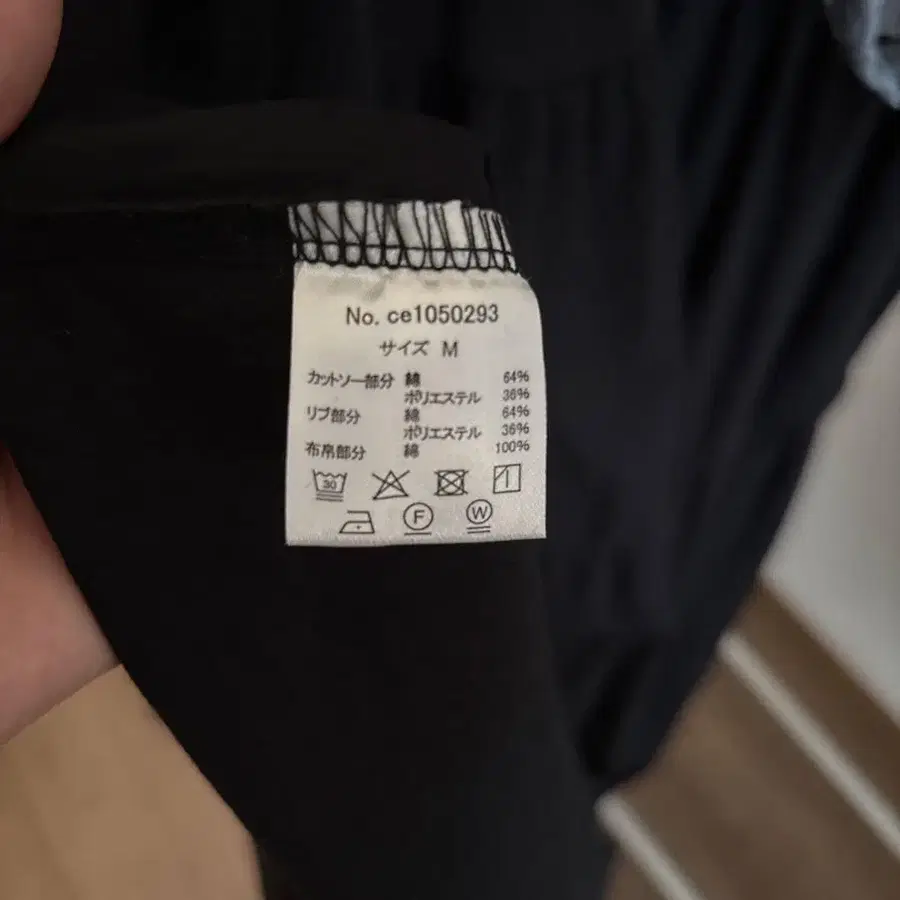 No. ce1050293
サイズ M
カットソー部分 綿 64%
ポリエステル 36%
リブ部分 綿 64%
ポリエステル 36%
布帛部分 綿 100%
30
F W